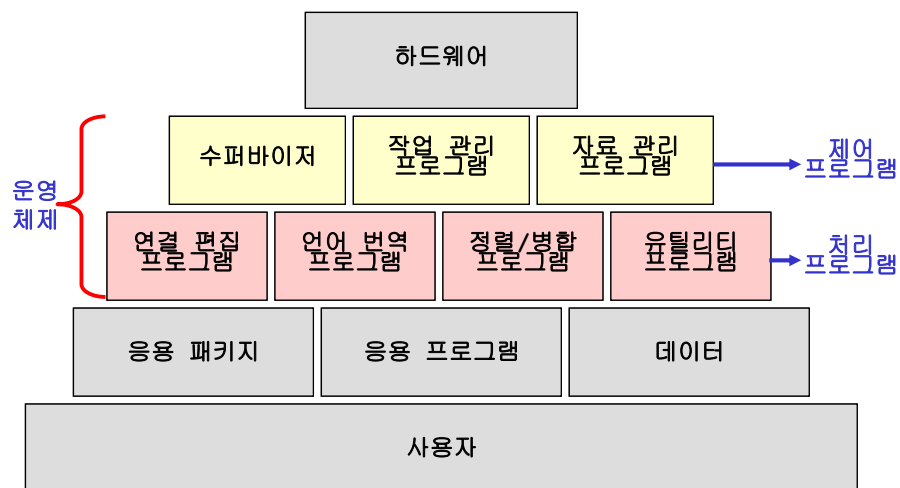 하드웨어
수퍼바이저
작업 관리
프로그램
자료 관리
프로그램
제어
프로그램
운영
체제
연결 편집
프로그램
언어 번역
프로그램
정렬/병합
프로그램
유틸리티
프로그램
처리
프로그램
응용 패키지
응용 프로그램
데이터
사용자